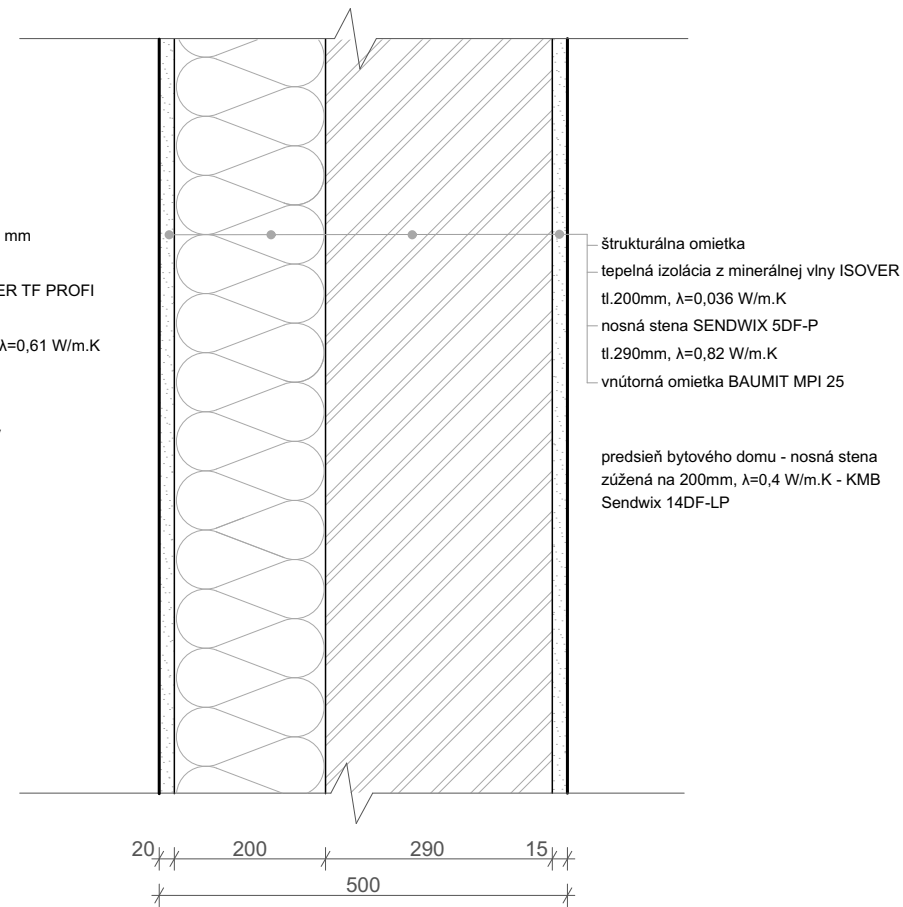 mm
ER TF PROFI
λ=0,61 W/m.K
štrukturálna omietka
tepelná izolácia z minerálnej vlny ISOVER
tl.200mm, λ=0,036 W/m.K
nosná stena SENDWIX 5DF-P
tl.290mm, λ=0,82 W/m.K
vnútorná omietka BAUMIT MPI 25
predsieň bytového domu - nosná stena
zúžená na 200mm, λ=0,4 W/m.K - KMB
Sendwix 14DF-LP
20 200 290 15
500